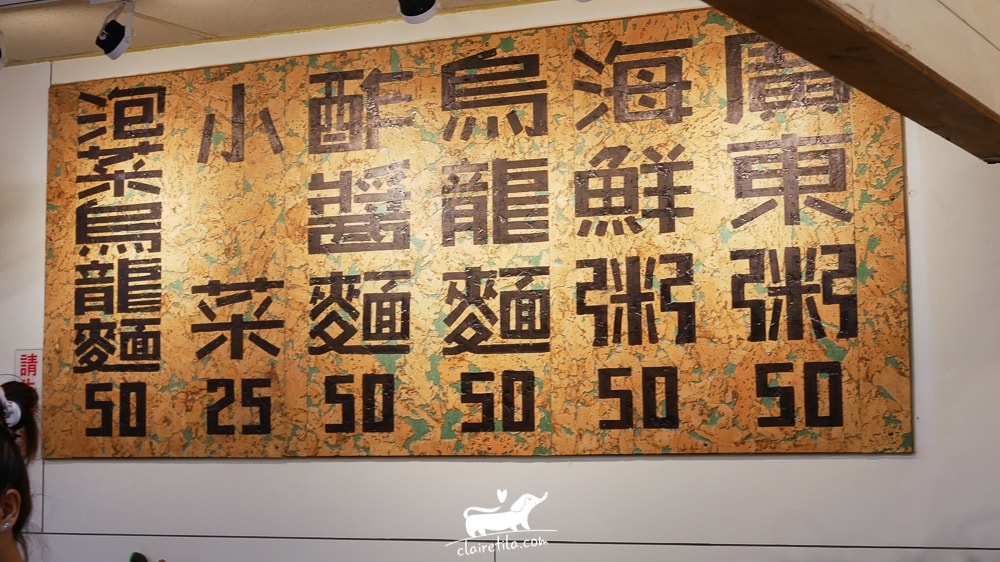 廣東粥 50
海鮮粥 50
烏龍麵 50
酢醬麵 50
小菜 25
泡菜烏龍麵 50
請
clairetila.com